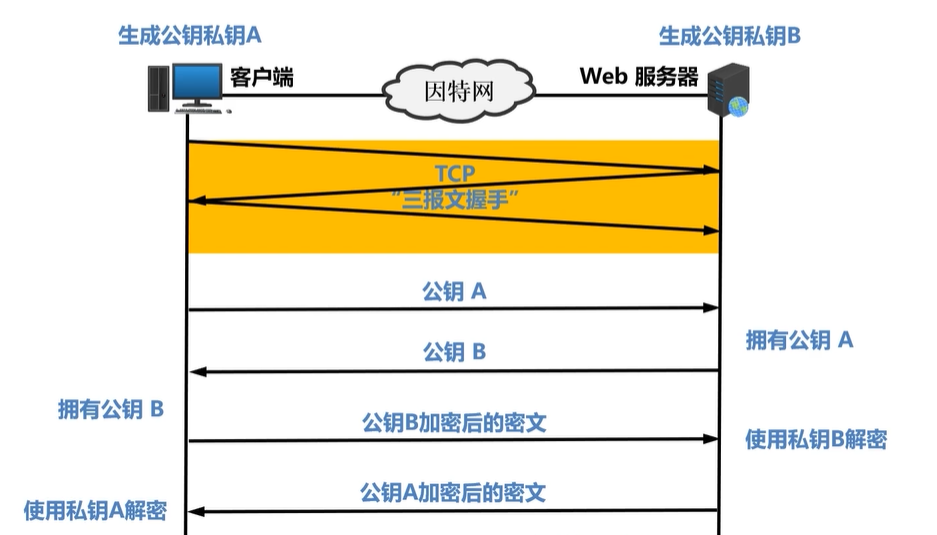 生成公钥私钥A
生成公钥私钥B
客户端
因特网
Web 服务器
TCP
“三报文握手”
公钥 A
拥有公钥 A
公钥 B
拥有公钥 B
公钥B加密后的密文
使用私钥B解密
公钥A加密后的密文
使用私钥A解密